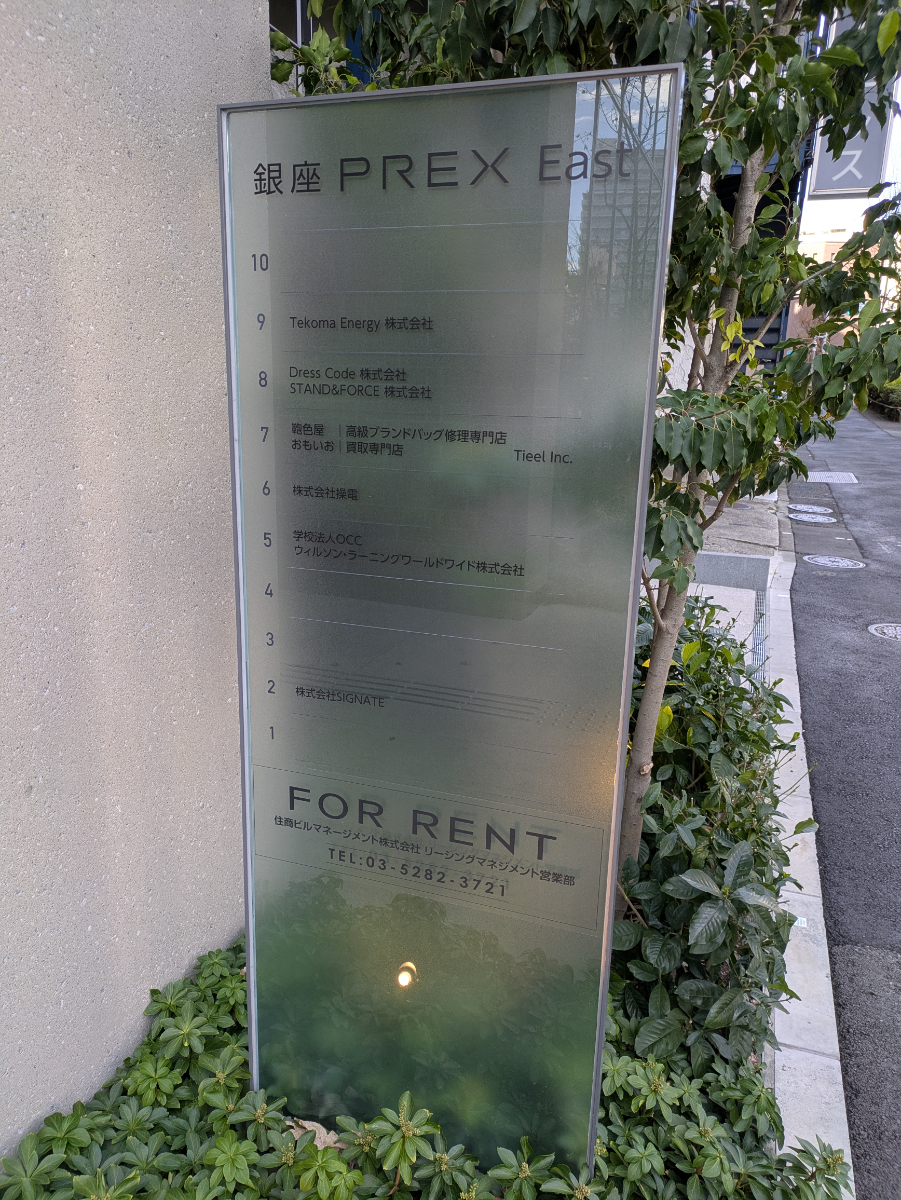 銀座 PREX East
10
9 Tekoma Energy 株式会社
8 Dress Code 株式会社
STAND&FORCE 株式会社
7 鞄色屋 | 高級ブランドバッグ修理専門店
おもいお | 買取専門店 Tieel Inc.
6 株式会社操電
5 学校法人OCC
ウィルソン・ラーニングワールドワイド株式会社
4
3
2 株式会社SIGNATE
1
FOR RENT
住商ビルマネージメント株式会社 リーシングマネジメント営業部
TEL:03-5282-3721
ス